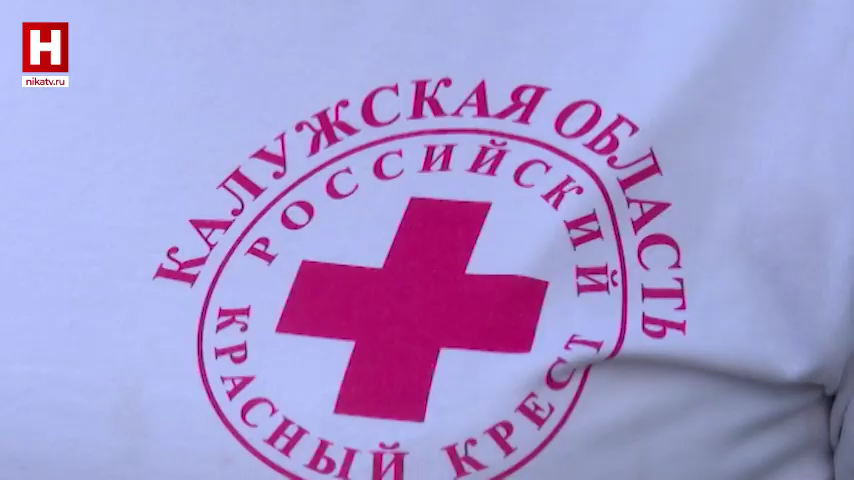 Н
nikatv.ru
КАЛУЖСКАЯ ОБЛАСТЬ
РОССИЙСКИЙ
КРАСНЫЙ КРЕСТ